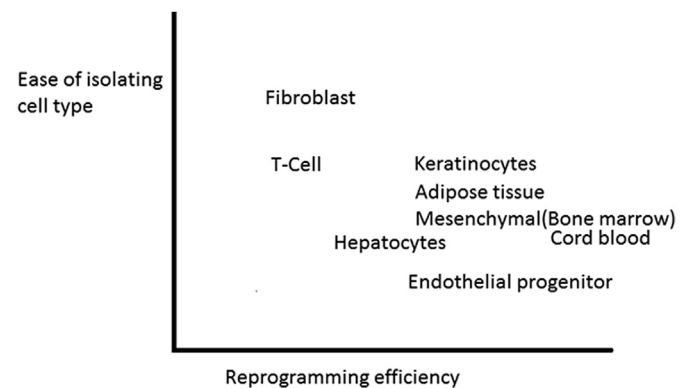 Ease of isolating
cell type
Fibroblast
T-Cell
Keratinocytes
Adipose tissue
Mesenchymal(Bone marrow)
Cord blood
Hepatocytes
Endothelial progenitor
Reprogramming efficiency